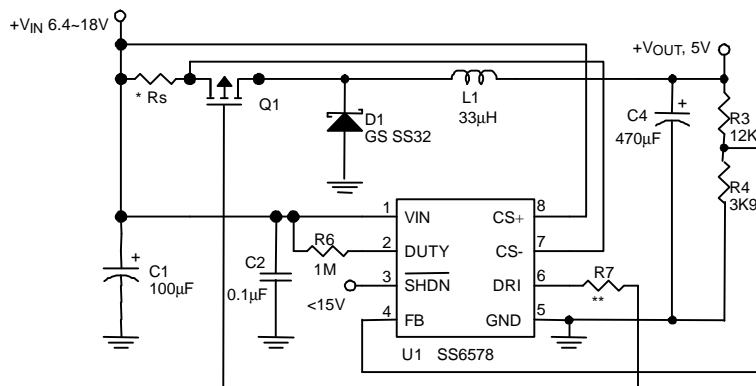 +VIN 6.4~18V
+VOUT, 5V
* Rs
Q1
L1
33µH
D1
GS SS32
C4
+
470µF
R3
12K
R4
3K9
1
VIN
CS+
8
R6
1M
2
DUTY
CS-
7
C2
0.1µF
+
C1
100µF
3
SHDN
<15V
DRI
6
R7
**
4
FB
GND
5
U1 SS6578